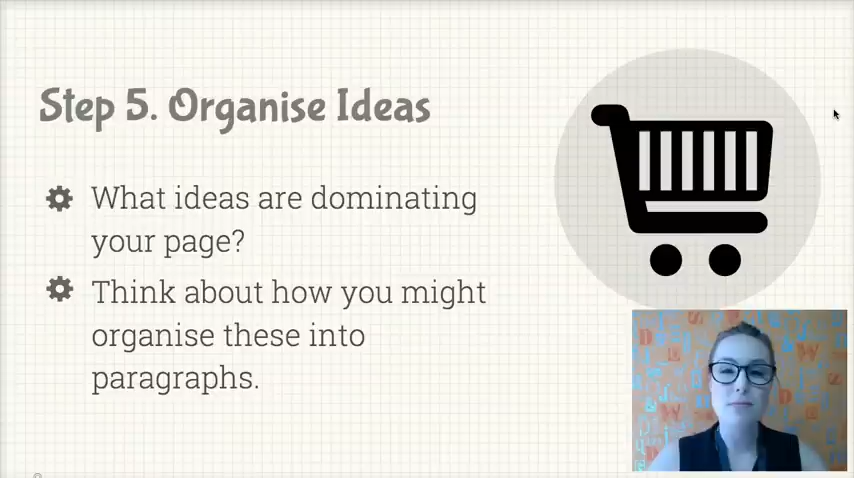 Step 5. Organise Ideas
What ideas are dominating
your page?
Think about how you might
organise these into
paragraphs.